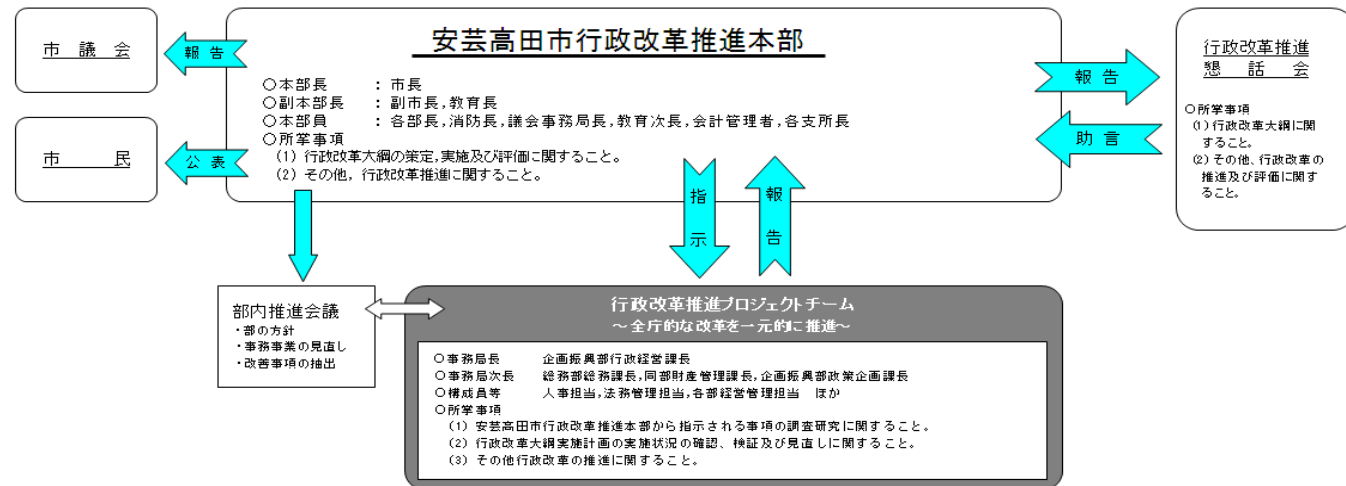 安芸高田市行政改革推進本部
市　議　会
報告
○本部長　：市長
○副本部長　：副市長,教育長
○本部員　：各部長,消防長,議会事務局長,教育次長,会計管理者,各支所長
○所掌事項
(1) 行政改革大綱の策定,実施及び評価に関すること。
(2) その他，行政改革推進に関すること。
市　　民
公表
報告
助言
行政改革推進
懇　話　会
○所掌事項
(1)行政改革大綱に関
すること。
(2)その他、行政改革の
推進及び評価に関す
ること。
指示
報告
部内推進会議
・部の方針
・事務事業の見直し
・改善事項の抽出
行政改革推進プロジェクトチーム
～全庁的な改革を一元的に推進～
○事務局長　企画振興部行政経営課長
○事務局次長　総務部総務課長,同部財産管理課長,企画振興部政策企画課長
○構成員等　人事担当,法務管理担当,各部経営管理担当　ほか
○所掌事項
(1) 安芸高田市行政改革推進本部から指示される事項の調査研究に関すること。
(2) 行政改革大綱実施計画の実施状況の確認、検証及び見直しに関すること。
(3) その他行政改革の推進に関すること。